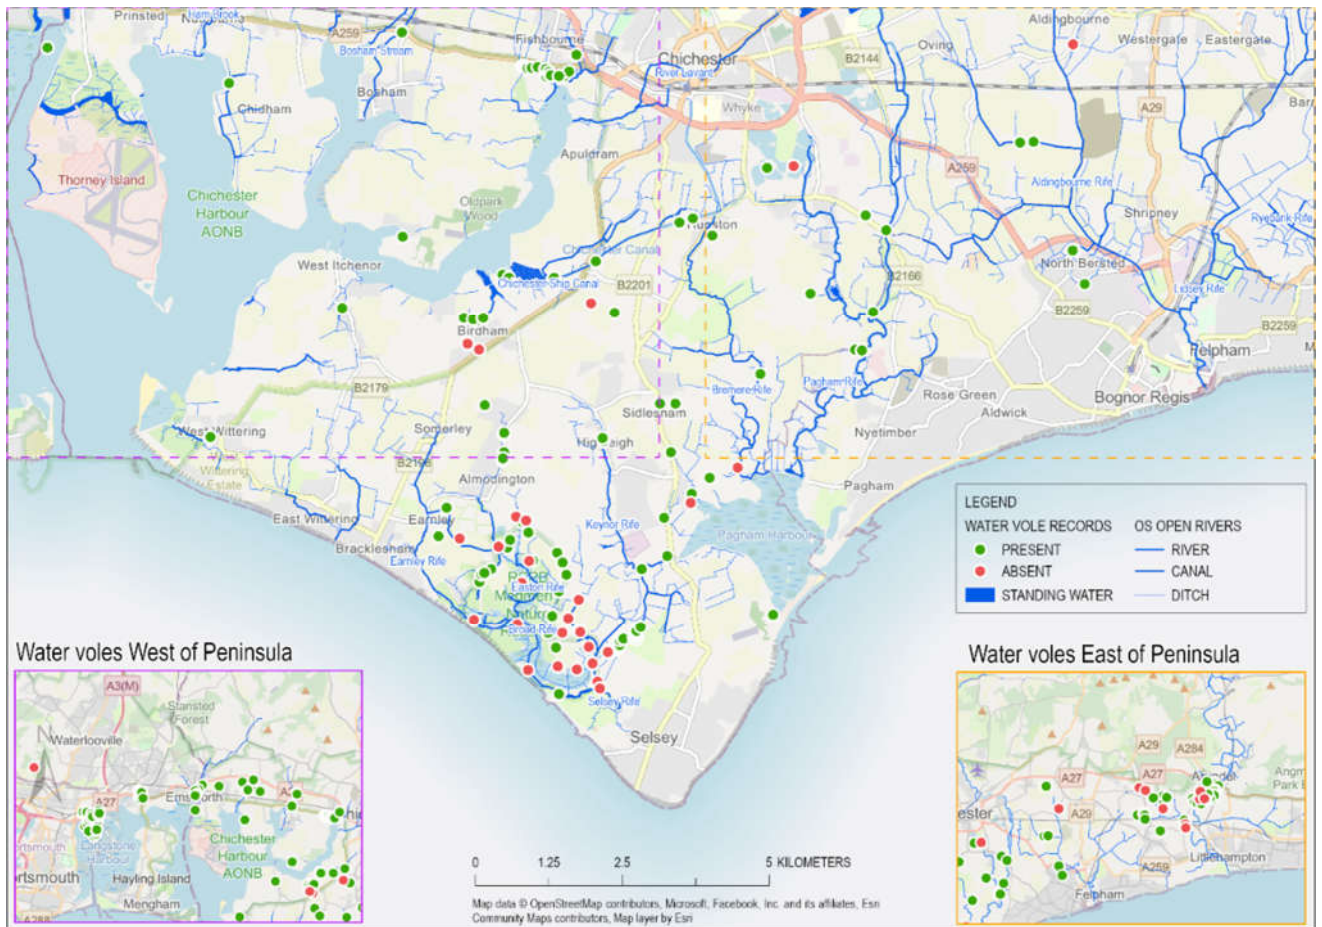 Prinsted
Ham Brook
A259
Bosham Stream
Fishbourne
Chichester
River Lavant
Oving
B2144
Aldingbourne
Westergate
Eastergate
Chidham
Bosham
Whyke
A29
Thorney Island
Apuldram
A259
Aldingbourne Rife
Chichester
Harbour
AONB
Oldpark
Wood
Shripney
Ryebank Rife
Chichester Canal
West Itchenor
B2166
North Bersted
Chichester Ship Canal
B2201
Lidsey Rife
Birdham
B2259
B2259
Felpham
B2179
Bremere Rife
Pagham Rife
Rose Green
Bognor Regis
Aldwick
Sidlesham
West Wittering
Somerley
Nyetimber
Wittering
Estate
Almodington
Pagham
East Wittering
Earnley
Keynor Rife
Pagham Harbour
Bracklesham
Earnley Rife
Easton Rife
Broad Rife
Selsey Rife
Selsey
LEGEND
WATER VOLE RECORDS OS OPEN RIVERS
PRESENT RIVER
ABSENT CANAL
STANDING WATER DITCH
Water voles West of Peninsula
A3(M)
Stansted
Forest
Waterlooville
A27
Emsworth
Langstone
Harbour
Chichester
Harbour
AONB
Hayling Island
Mengham
A288
Water voles East of Peninsula
A29
A284
A27
A27
Park
A29
A259
Littlehampton
Felpham
0 1.25 2.5 5 KILOMETERS
Map data © OpenStreetMap contributors, Microsoft, Facebook, Inc. and its affiliates, Esri
Community Maps contributors, Map layer by Esri